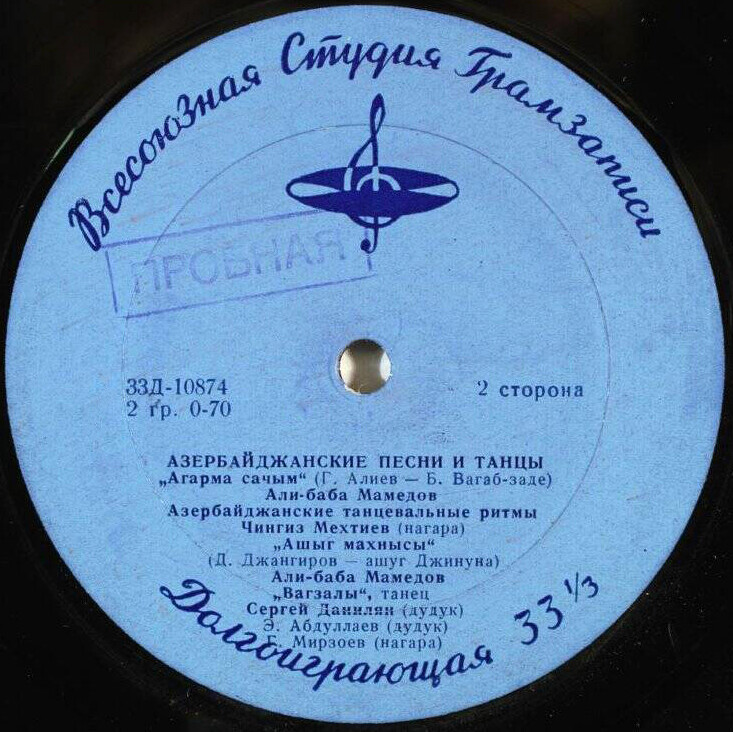 Всесоюзная Студия Грамзаписи
ПРОБНАЯ
33Д-10874
2 гр. 0-70
2 сторона
АЗЕРБАЙДЖАНСКИЕ ПЕСНИ И ТАНЦЫ
„Агарма сачым“ (Г. Алиев — Б. Вагаб-заде)
Али-баба Мамедов
Азербайджанские танцевальные ритмы
Чингиз Мехтиев (нагара)
„Ашыг махнысы“
(Д. Джангиров — ашуг Джинуна)
Али-баба Мамедов
„Вагзалы“, танец
Сергей Данилян (дудук)
Э. Абдуллаев (дудук)
Мирзоев (нагара)
Долгоиграющая 33 1/3